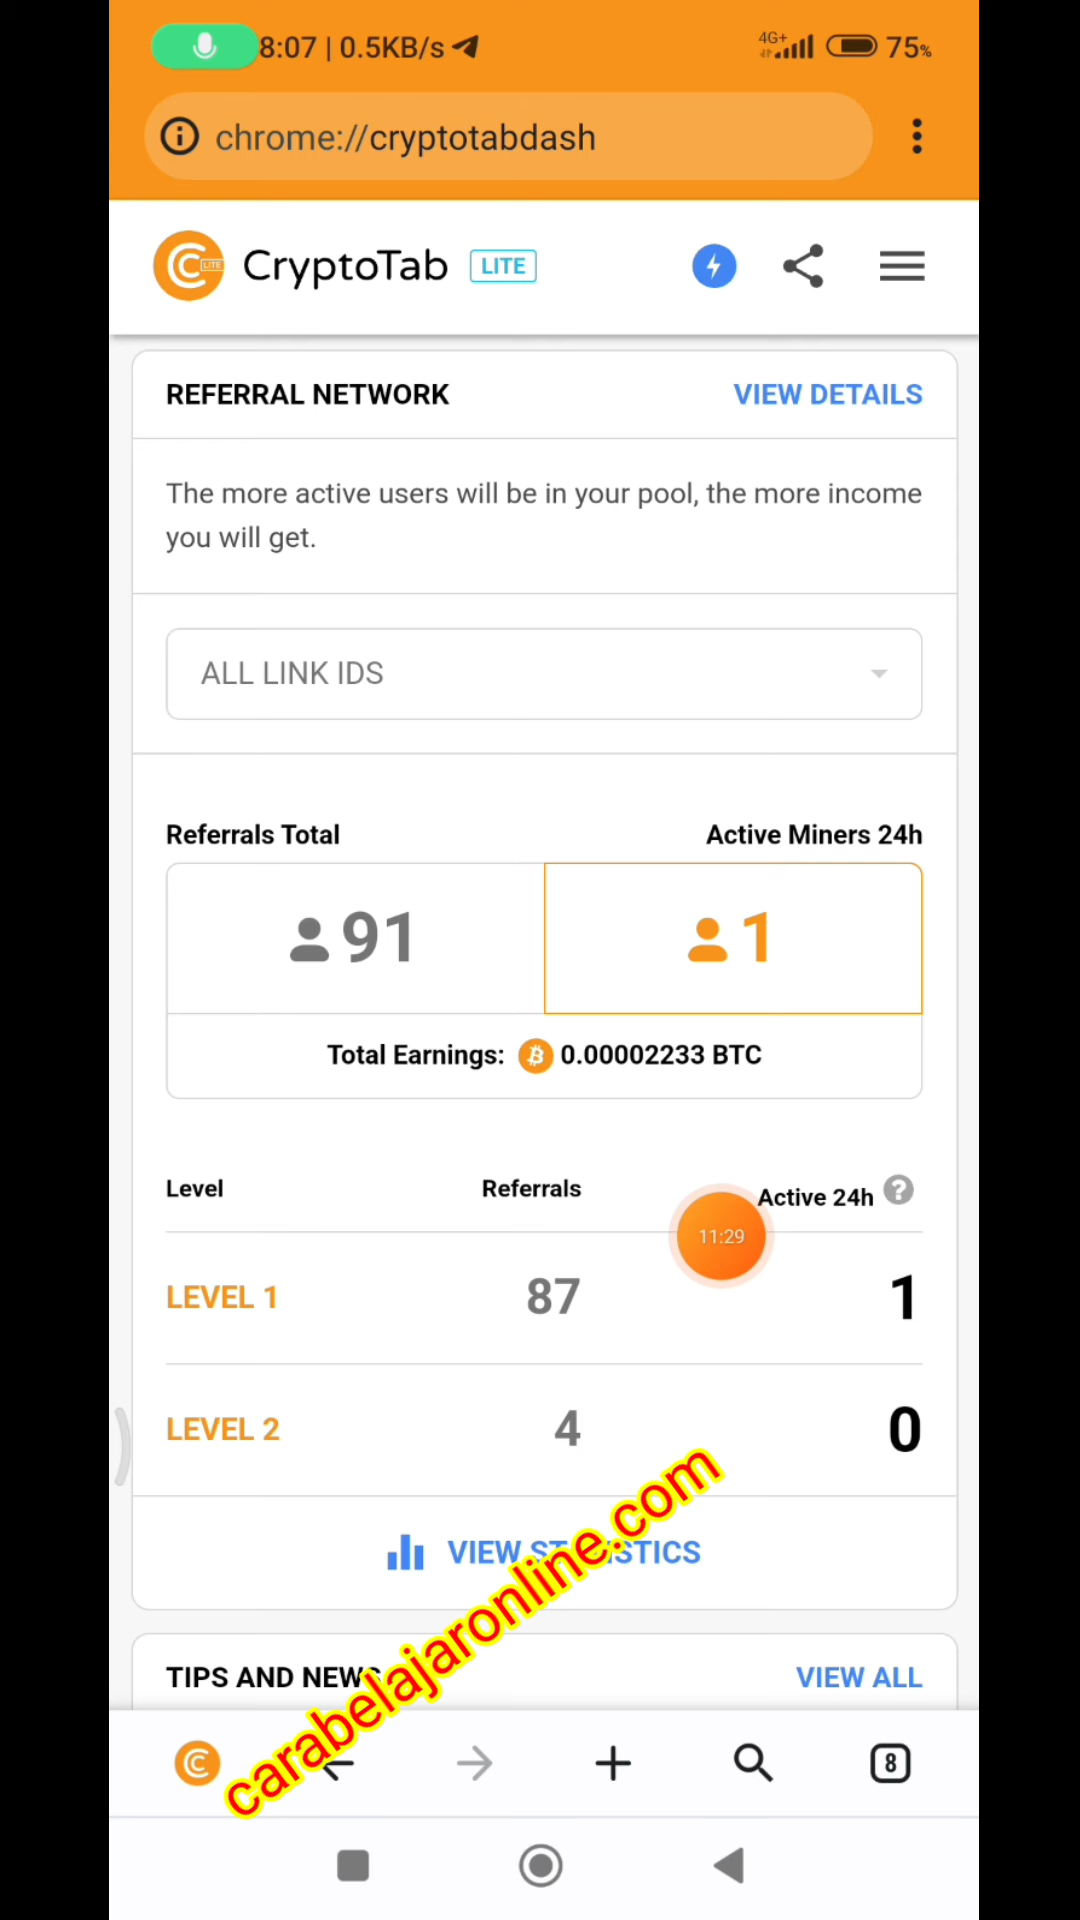 8:07 | 0.5KB/s 4G+ 75%
chrome://cryptotabdash
LITE CryptoTab LITE
REFERRAL NETWORK VIEW DETAILS
The more active users will be in your pool, the more income
you will get.
ALL LINK IDS
Referrals Total Active Miners 24h
91 1
Total Earnings: 0.00002233 BTC
Level Referrals Active 24h ?
11:29
LEVEL 1 87 1
LEVEL 2 4 0
VIEW STATISTICS
carabelajaronline.com
TIPS AND NEWS VIEW ALL
8